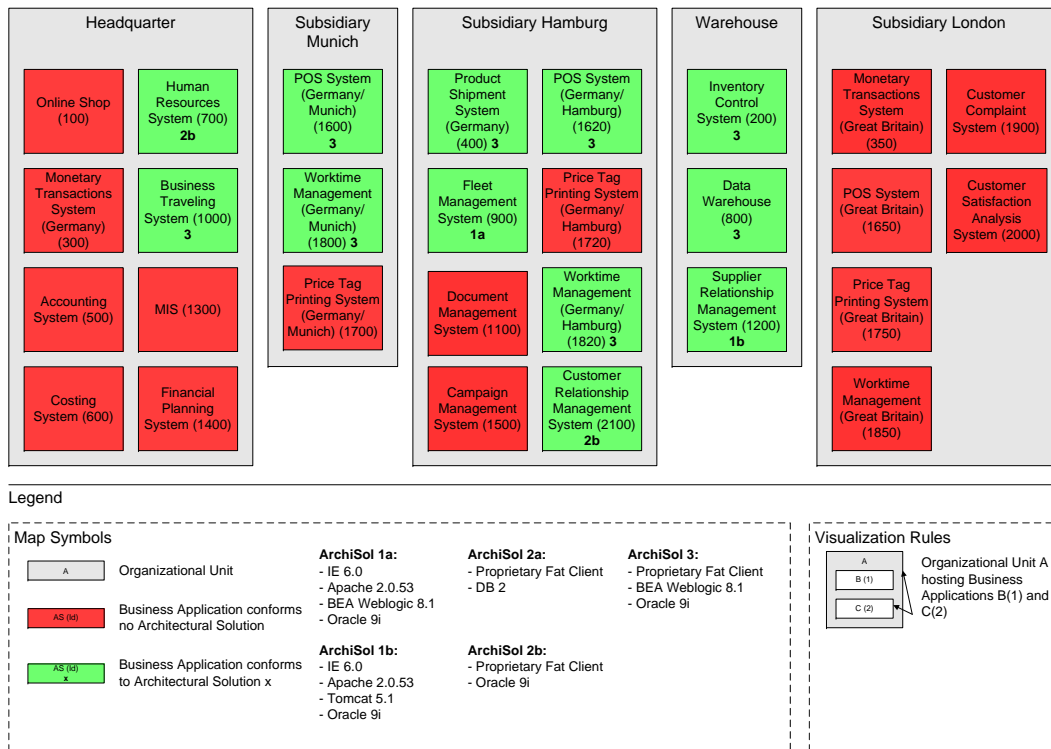 Headquarter
Online Shop
(100)
Human
Resources
System (700)
2b
Monetary
Transactions
System
(Germany)
(300)
Business
Traveling
System (1000)
3
Accounting
System (500)
MIS (1300)
Costing
System (600)
Financial
Planning
System (1400)
Subsidiary
Munich
POS System
(Germany/
Munich)
(1600)
3
Worktime
Management
(Germany/
Munich)
(1800) 3
Price Tag
Printing System
(Germany/
Munich) (1700)
Subsidiary Hamburg
Product
Shipment
System
(Germany)
(400) 3
POS System
(Germany/
Hamburg)
(1620)
3
Fleet
Management
System (900)
1a
Price Tag
Printing System
(Germany/
Hamburg)
(1720)
Document
Management
System (1100)
Worktime
Management
(Germany/
Hamburg)
(1820) 3
Campaign
Management
System (1500)
Customer
Relationship
Management
System (2100)
2b
Warehouse
Inventory
Control
System (200)
3
Data
Warehouse
(800)
3
Supplier
Relationship
Management
System (1200)
1b
Subsidiary London
Monetary
Transactions
System
(Great Britain)
(350)
Customer
Complaint
System (1900)
POS System
(Great Britain)
(1650)
Customer
Satisfaction
Analysis
System (2000)
Price Tag
Printing System
(Great Britain)
(1750)
Worktime
Management
(Great Britain)
(1850)
Legend
Map Symbols
A
Organizational Unit
AS (Id)
Business Application conforms
no Architectural Solution
AS (Id)
x
Business Application conforms
to Architectural Solution x
ArchiSol 1a:
- IE 6.0
- Apache 2.0.53
- BEA Weblogic 8.1
- Oracle 9i
ArchiSol 1b:
- IE 6.0
- Apache 2.0.53
- Tomcat 5.1
- Oracle 9i
ArchiSol 2a:
- Proprietary Fat Client
- DB 2
ArchiSol 2b:
- Proprietary Fat Client
- Oracle 9i
ArchiSol 3:
- Proprietary Fat Client
- BEA Weblogic 8.1
- Oracle 9i
Visualization Rules
A
B (1)
C (2)
Organizational Unit A
hosting Business
Applications B(1) and
C(2)